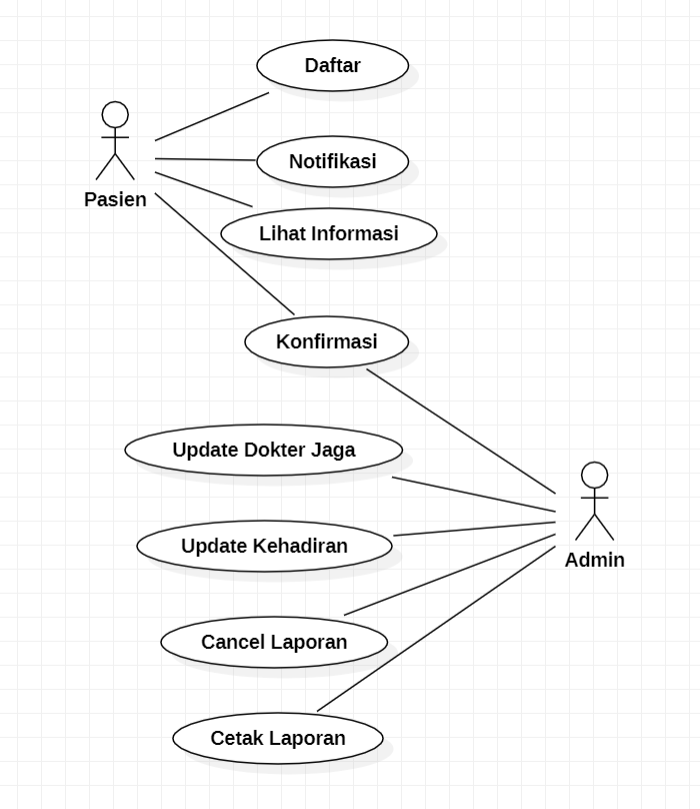 Daftar
Notifikasi
Pasien
Lihat Informasi
Konfirmasi
Update Dokter Jaga
Update Kehadiran
Admin
Cancel Laporan
Cetak Laporan